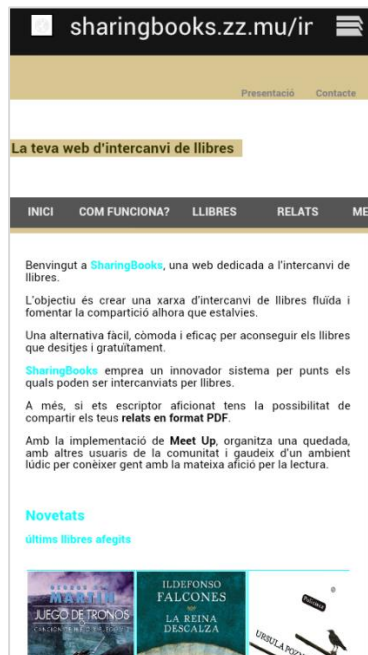 sharingbooks.zz.mu/ir
Presentació Contacte
La teva web d'intercanvi de llibres
INICI COM FUNCIONA? LLIBRES RELATS ME
Benvingut a SharingBooks, una web dedicada a l'intercanvi de
llibres.
L'objectiu és crear una xarxa d'intercanvi de llibres fluïda i
fomentar la compartició alhora que estalvies.
Una alternativa fàcil, còmoda i eficaç per aconseguir els llibres
que desitjes i gratuïtament.
SharingBooks emprea un innovador sistema per punts els
quals poden ser intercanviats per llibres.
A més, si ets escriptor aficionat tens la possibilitat de
compartir els teus relats en format PDF.
Amb la implementació de Meet Up, organitza una quedada,
amb altres usuaris de la comunitat i gaudeix d'un ambient
lúdic per conèixer gent amb la mateixa afició per la lectura.
Novetats
últims llibres afegits
MARTIN
JUEGO DE TRONOS
ILDEFONSO
FALCONES
LA REINA
DESCALZA
URSULA POZN